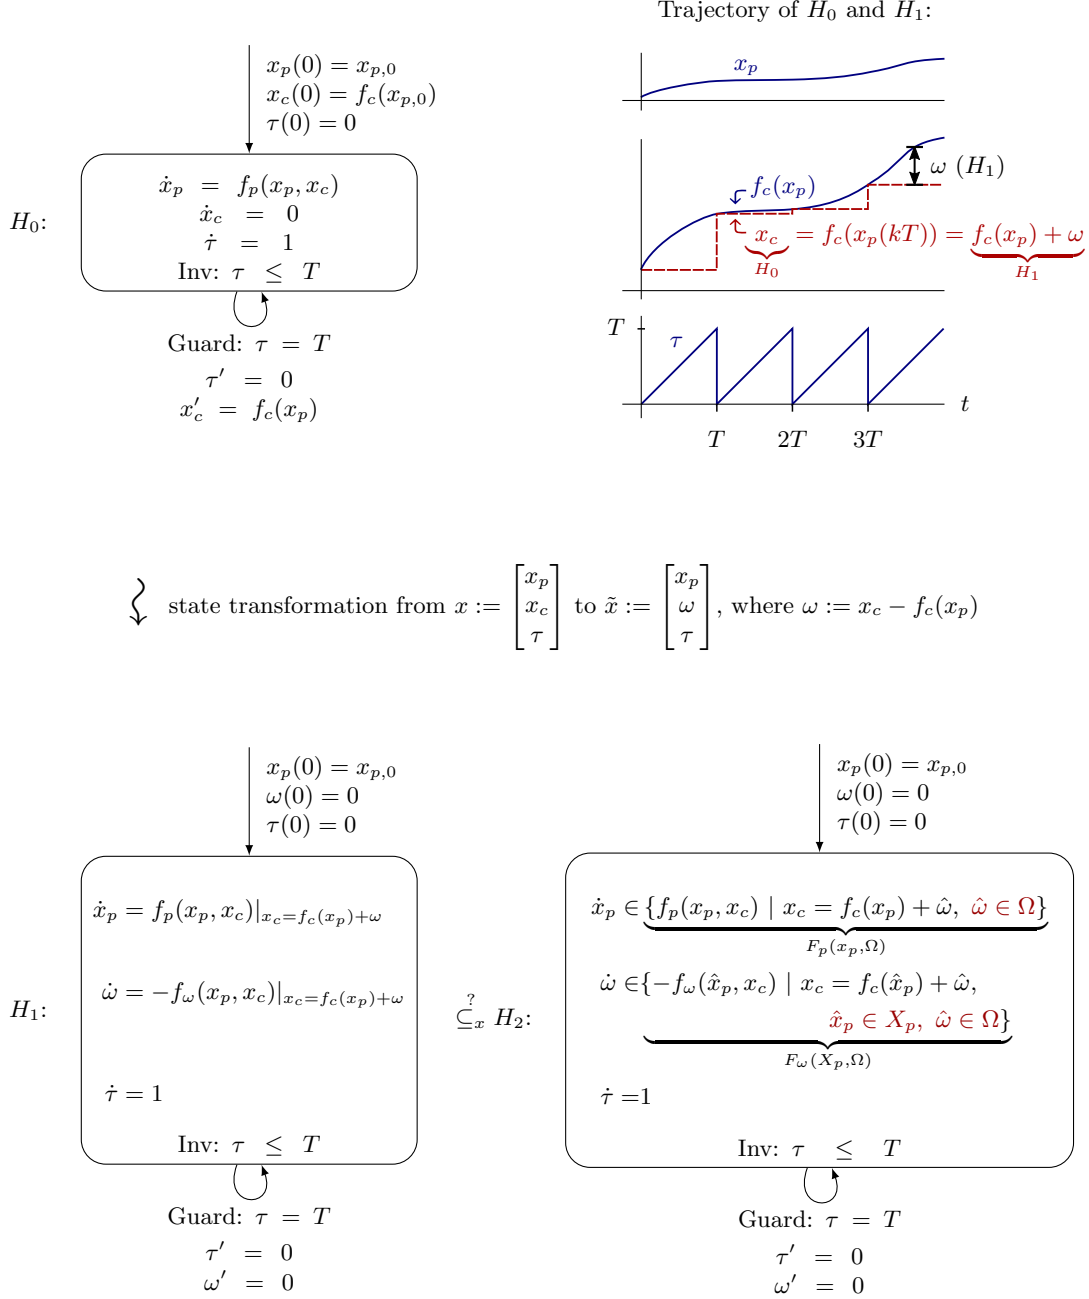 Trajectory of H₀ and H₁:
x_p(0) = x_{p,0}
x_c(0) = f_c(x_{p,0})
τ(0) = 0
H₀:
ẋ_p = f_p(x_p, x_c)
ẋ_c = 0
τ̇ = 1
Inv: τ ≤ T
Guard: τ = T
τ′ = 0
x′_c = f_c(x_p)
x_p
f_c(x_p)
ω (H₁)
x_c = f_c(x_p(kT)) = f_c(x_p) + ω
H₀ H₁
T
τ
t
T 2T 3T
state transformation from x := [x_p x_c τ] to x̃ := [x_p ω τ], where ω := x_c − f_c(x_p)
x_p(0) = x_{p,0}
ω(0) = 0
τ(0) = 0
H₁:
ẋ_p = f_p(x_p, x_c)|_{x_c=f_c(x_p)+ω}
ω̇ = −f_ω(x_p, x_c)|_{x_c=f_c(x_p)+ω}
τ̇ = 1
Inv: τ ≤ T
Guard: τ = T
τ′ = 0
ω′ = 0
?
⊆_x H₂:
x_p(0) = x_{p,0}
ω(0) = 0
τ(0) = 0
ẋ_p ∈ {f_p(x_p, x_c) | x_c = f_c(x_p) + ω̂, ω̂ ∈ Ω}
F_p(x_p,Ω)
ω̇ ∈ {−f_ω(x̂_p, x_c) | x_c = f_c(x̂_p) + ω̂,
x̂_p ∈ X_p, ω̂ ∈ Ω}
F_ω(X_p,Ω)
τ̇ = 1
Inv: τ ≤ T
Guard: τ = T
τ′ = 0
ω′ = 0